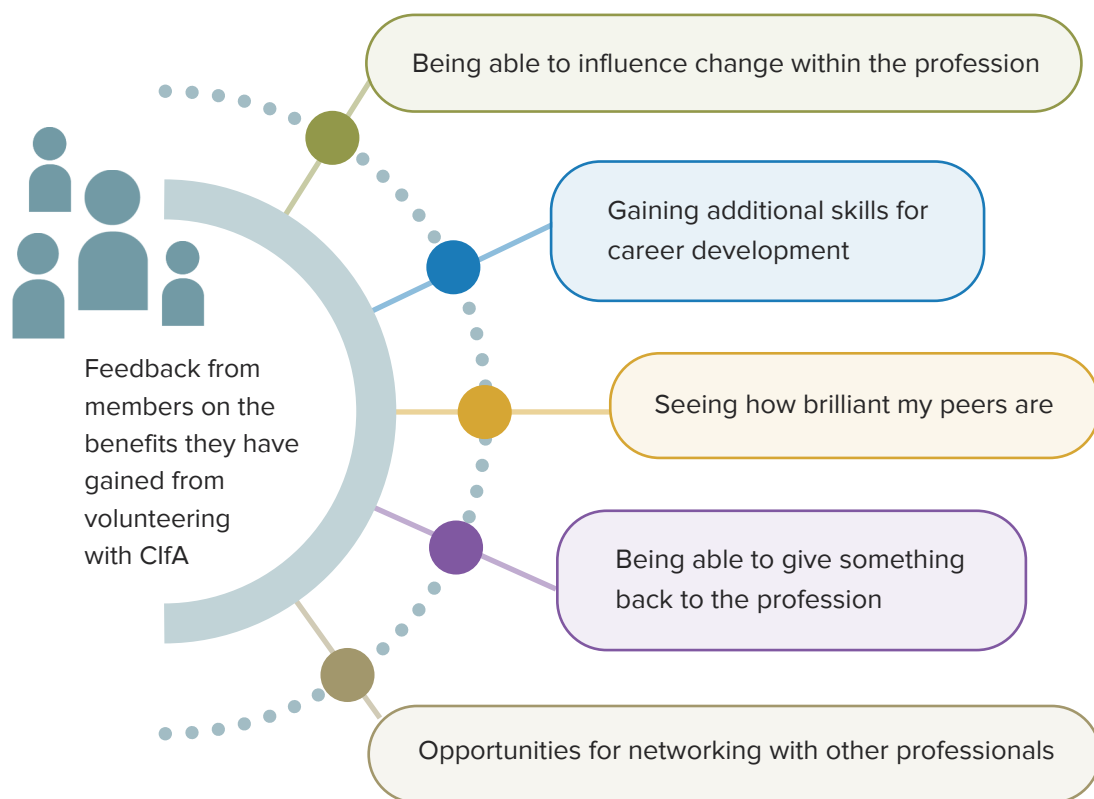 Being able to influence change within the profession
Gaining additional skills for
career development
Seeing how brilliant my peers are
Feedback from
members on the
benefits they have
gained from
volunteering
with CIfA
Being able to give something
back to the profession
Opportunities for networking with other professionals